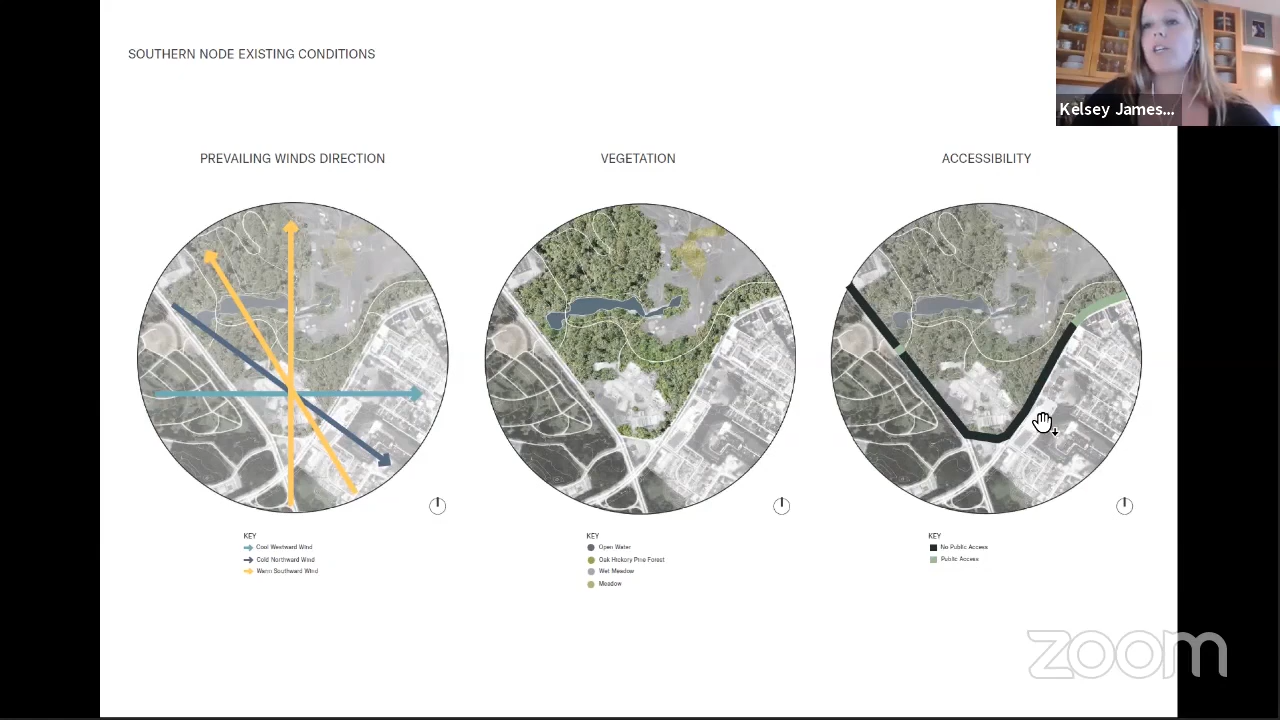 SOUTHERN NODE EXISTING CONDITIONS
Kelsey James...
PREVAILING WINDS DIRECTION
VEGETATION
ACCESSIBILITY
KEY
Cool Westward Wind
Cold Northward Wind
Warm Southward Wind
KEY
Open Water
Oak Hickory Pine Forest
Wet Meadow
Meadow
KEY
No Public Access
Public Access
zoom